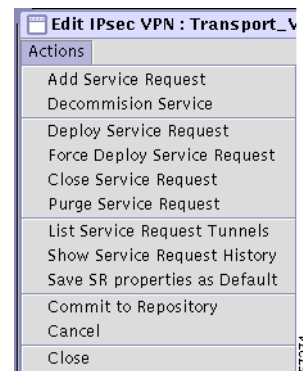 Edit IPsec VPN : Transport_V
Actions
Add Service Request
Decommision Service
Deploy Service Request
Force Deploy Service Request
Close Service Request
Purge Service Request
List Service Request Tunnels
Show Service Request History
Save SR properties as Default
Commit to Repository
Cancel
Close